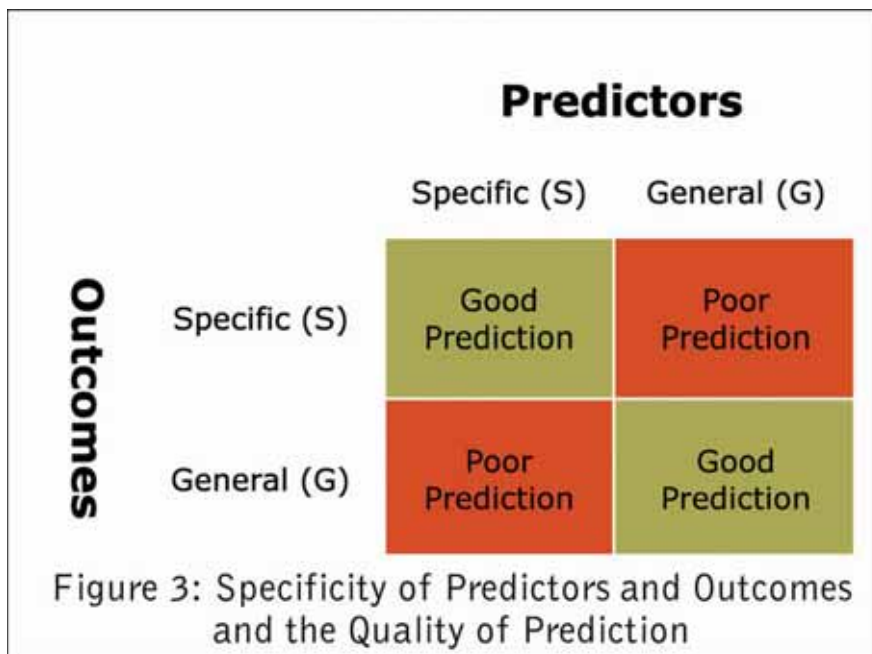 Predictors
Specific (S) General (G)
Outcomes
Specific (S)
Good
Prediction
Poor
Prediction
General (G)
Poor
Prediction
Good
Prediction
Figure 3: Specificity of Predictors and Outcomes
and the Quality of Prediction